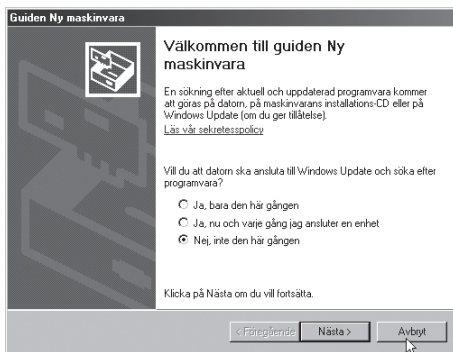 Guiden Ny maskinvara
Välkommen till guiden Ny
maskinvara
En sökning efter aktuell och uppdaterad programvara kommer
att göras på datorn, på maskinvarans installations-CD eller på
Windows Update (om du ger tillåtelse).
Läs vår sekretesspolicy
Vill du att datorn ska ansluta till Windows Update och söka efter
programvara?
Ja, bara den här gången
Ja, nu och varje gång jag ansluter en enhet
Nej, inte den här gången
Klicka på Nästa om du vill fortsätta.
< Föregående
Nästa >
Avbryt